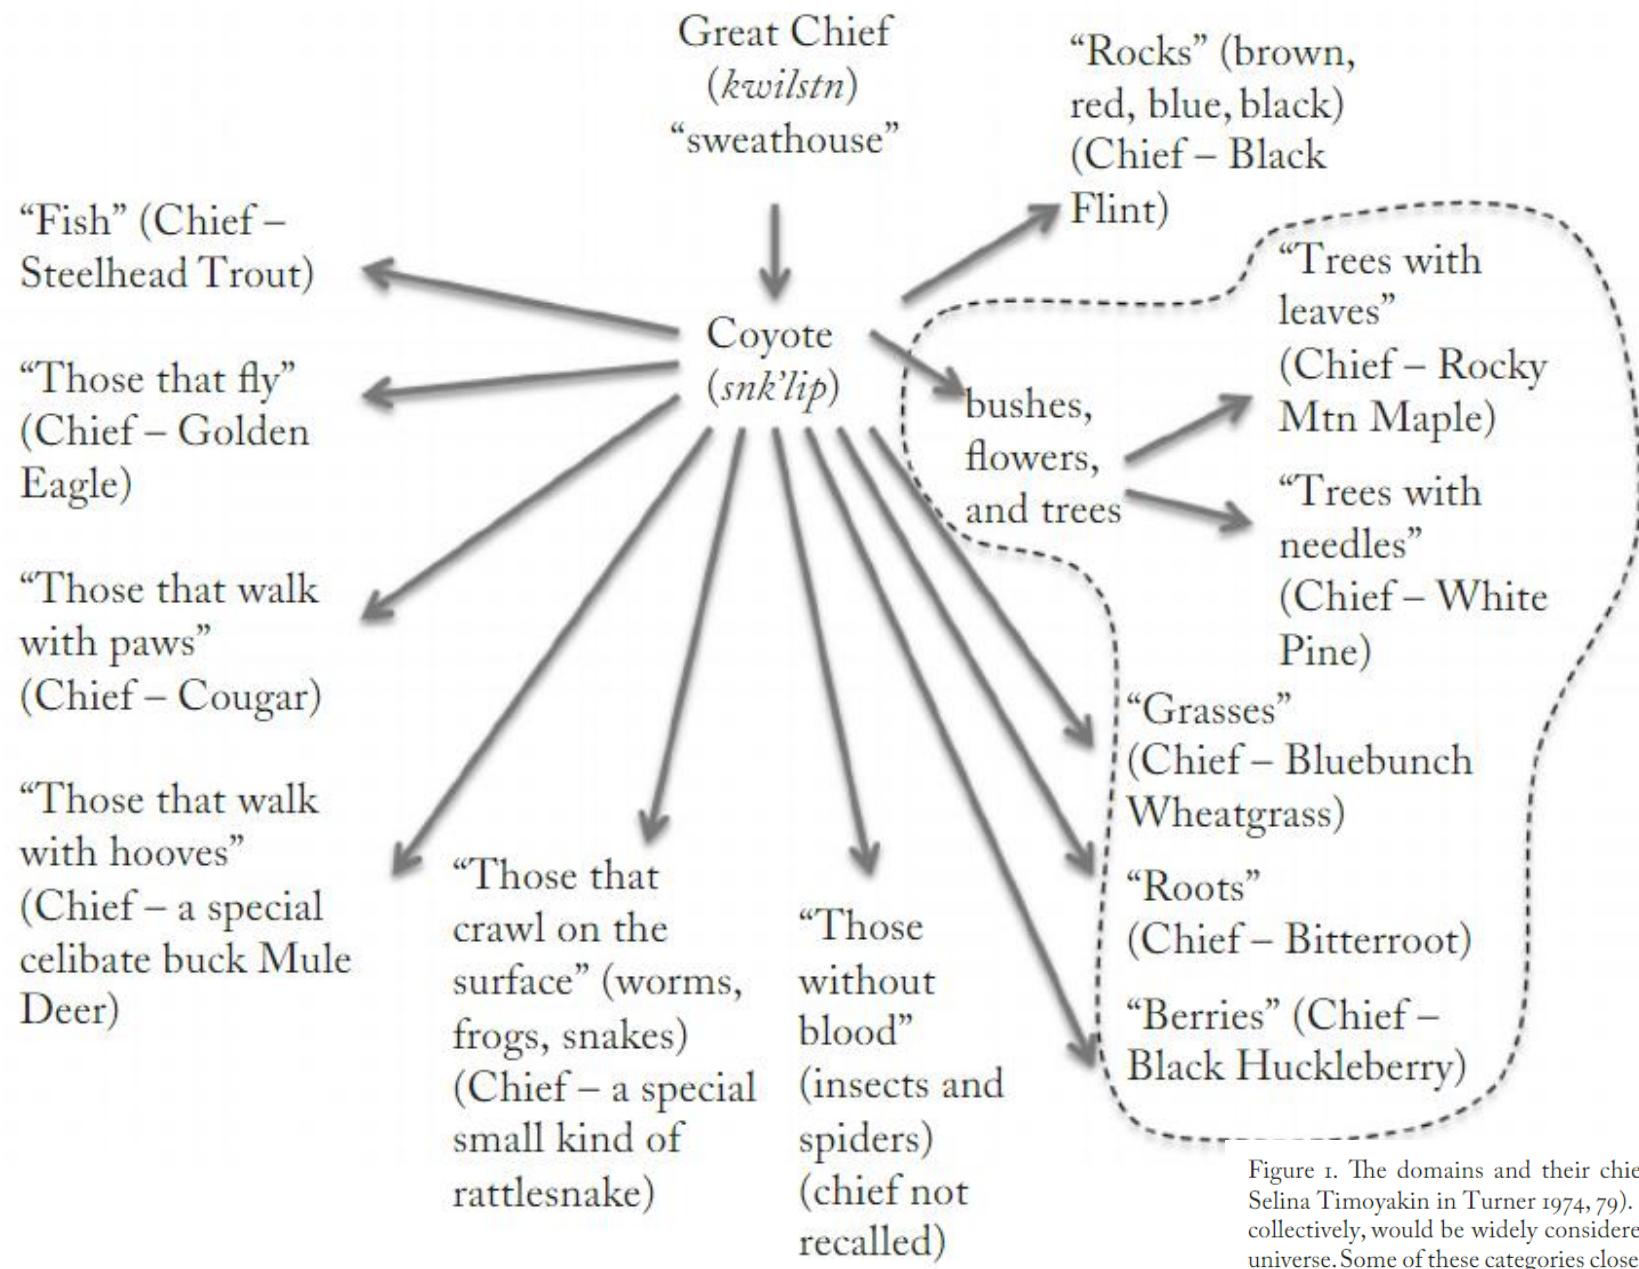 Great Chief
(kwilstn)
“sweathouse”
“Rocks” (brown,
red, blue, black)
(Chief – Black
Flint)
“Fish” (Chief –
Steelhead Trout)
“Those that fly”
(Chief – Golden
Eagle)
“Those that walk
with paws”
(Chief – Cougar)
“Those that walk
with hooves”
(Chief – a special
celibate buck Mule
Deer)
Coyote
(snk’lip)
bushes,
flowers,
and trees
“Trees with
leaves”
(Chief – Rocky
Mtn Maple)
“Trees with
needles”
(Chief – White
Pine)
“Grasses”
(Chief – Bluebunch
Wheatgrass)
“Roots”
(Chief – Bitterroot)
“Berries” (Chief –
Black Huckleberry)
“Those that
crawl on the
surface” (worms,
frogs, snakes)
(Chief – a special
small kind of
rattlesnake)
“Those
without
blood”
(insects and
spiders)
(chief not
recalled)
Figure 1. The domains and their chie
Selina Timoyakin in Turner 1974, 79).
collectively, would be widely considere
universe. Some of these categories close